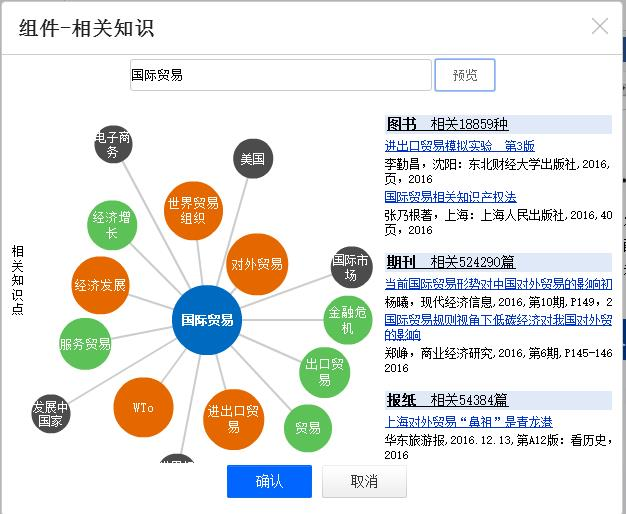 组件-相关知识
国际贸易
预览
相关知识点
电子商
务
美国
世界贸易
组织
经济增
长
对外贸易
国际市
场
经济发展
国际贸易
金融危
机
服务贸易
出口贸
易
发展中
国家
WTo
进出口贸
易
贸易
图书 相关18859种
进出口贸易模拟实验 第3版
李勤昌，沈阳：东北财经大学出版社,2016,
页，2016
国际贸易相关知识产权法
张乃根著，上海：上海人民出版社,2016,40
页，2016
期刊 相关524290篇
当前国际贸易形势对中国对外贸易的影响初
杨曦，现代经济信息,2016,第10期,P149，2
国际贸易规则视角下低碳经济对我国对外贸
的影响
郑峥，商业经济研究,2016,第6期,P145-146
2016
报纸 相关54384篇
上海对外贸易“鼻祖”是青龙港
华东旅游报,2016.12.13,第A12版：看历史，
2016
确认
取消